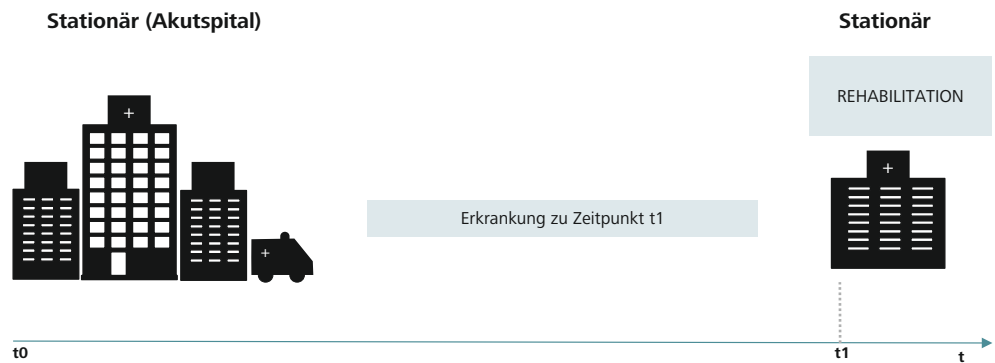 Stationär (Akutspital)
Stationär
REHABILITATION
Erkrankung zu Zeitpunkt t1
t0
t1
t